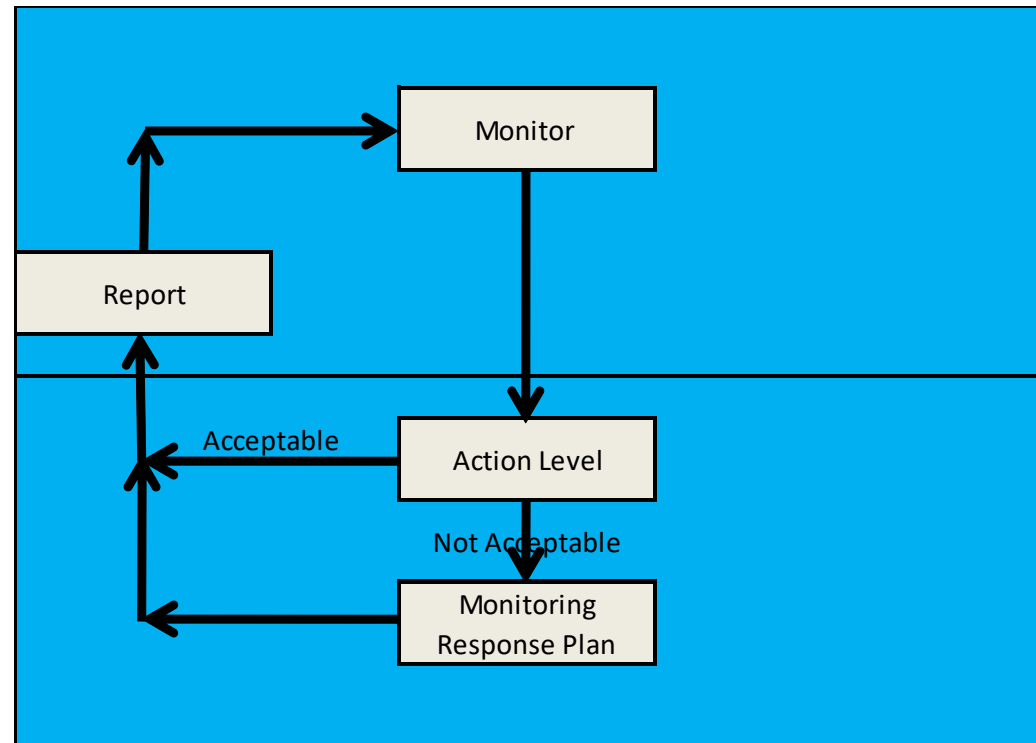 Monitor
Report
Acceptable
Action Level
Not Acceptable
Monitoring
Response Plan